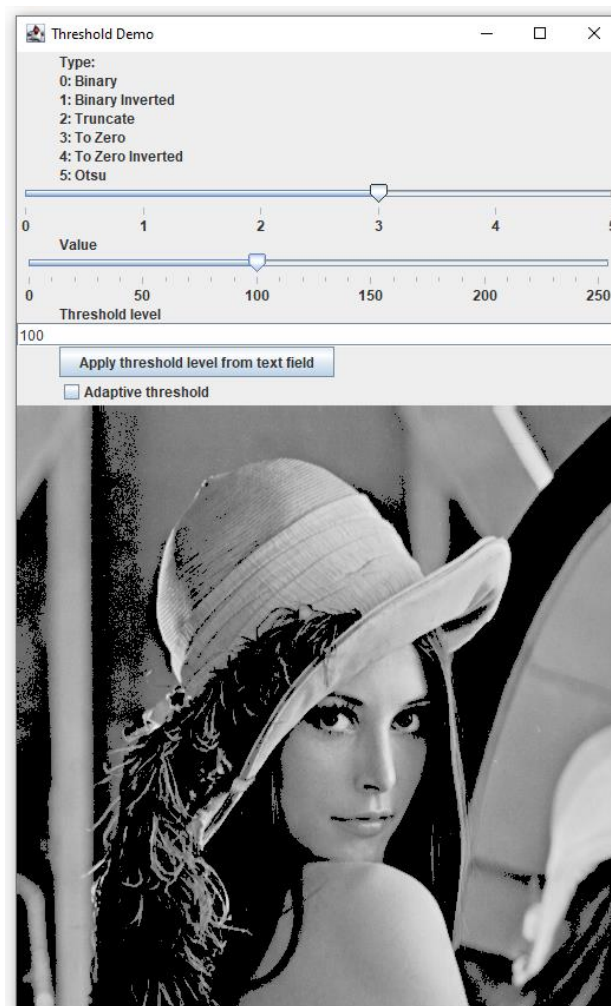 Threshold Demo
Type:
0: Binary
1: Binary Inverted
2: Truncate
3: To Zero
4: To Zero Inverted
5: Otsu
0 1 2 3 4 5
Value
0 50 100 150 200 250
Threshold level
100
Apply threshold level from text field
Adaptive threshold